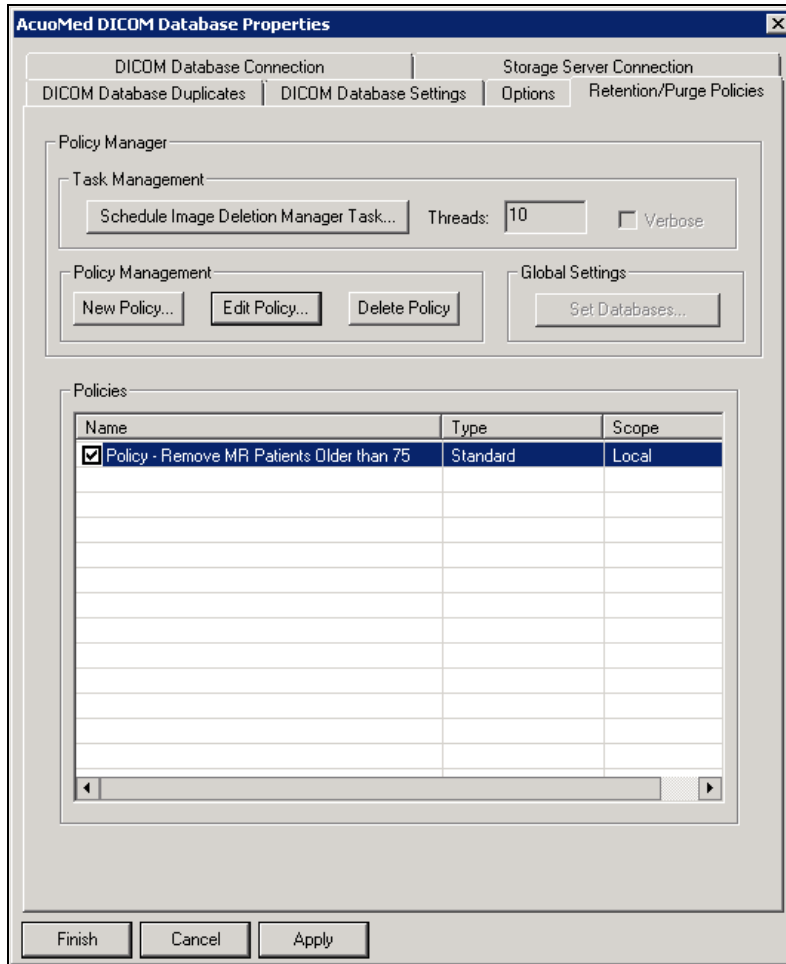 AcuoMed DICOM Database Properties
DICOM Database Connection
Storage Server Connection
DICOM Database Duplicates
DICOM Database Settings
Options
Retention/Purge Policies
Policy Manager
Task Management
Schedule Image Deletion Manager Task...
Threads:
10
Verbose
Policy Management
New Policy...
Edit Policy...
Delete Policy
Global Settings
Set Databases...
Policies
Name Type Scope
Policy - Remove MR Patients Older than 75 Standard Local
Finish
Cancel
Apply